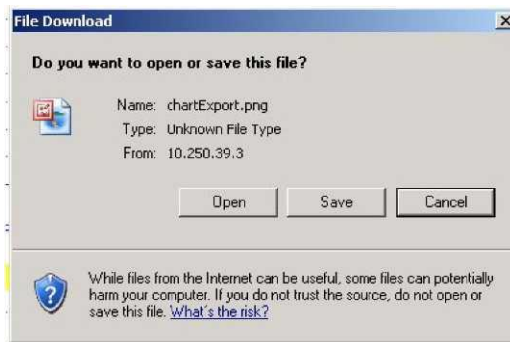 File Download
Do you want to open or save this file?
Name: chartExport.png
Type: Unknown File Type
From: 10.250.39.3
Open Save Cancel
While files from the Internet can be useful, some files can potentially
harm your computer. If you do not trust the source, do not open or
save this file. What's the risk?